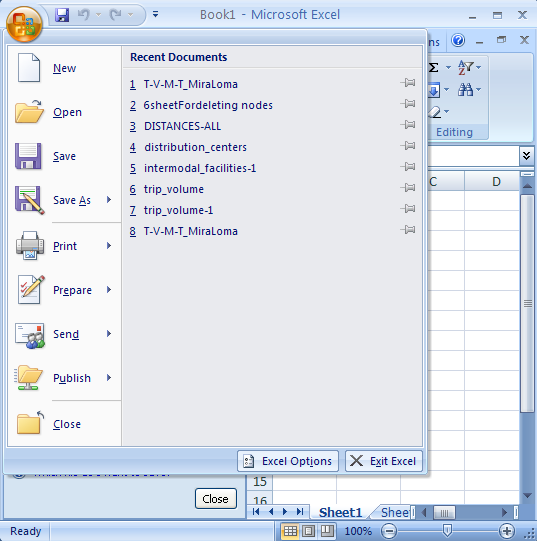 Book1 - Microsoft Excel
Recent Documents
New
Open
Save
Save As
Print
Prepare
Send
Publish
Close
1 T-V-M-T_MiraLoma
2 6sheetFordeleting nodes
3 DISTANCES-ALL
4 distribution_centers
5 intermodal_facilities-1
6 trip_volume
7 trip_volume-1
8 T-V-M-T_MiraLoma
Excel Options
Exit Excel
Editing
C D
Close
15
16
Sheet1 Sheet
Ready 100%